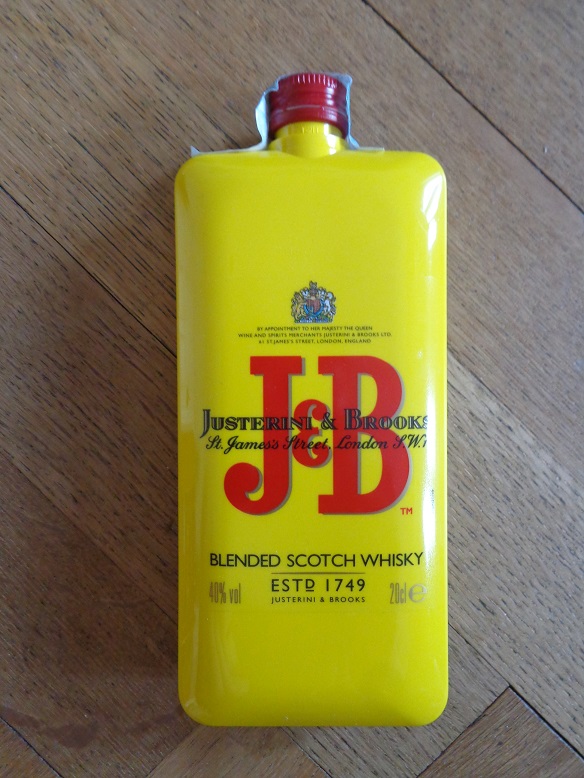 BY APPOINTMENT TO HER MAJESTY THE QUEEN
WINE AND SPIRITS MERCHANTS JUSTERINI & BROOKS LTD.
61 ST.JAMES'S STREET, LONDON, ENGLAND
J&B
JUSTERINI & BROOKS
St. James's Street, London S.W.1
TM
BLENDED SCOTCH WHISKY
ESTD 1749
40% vol JUSTERINI & BROOKS 20cl e